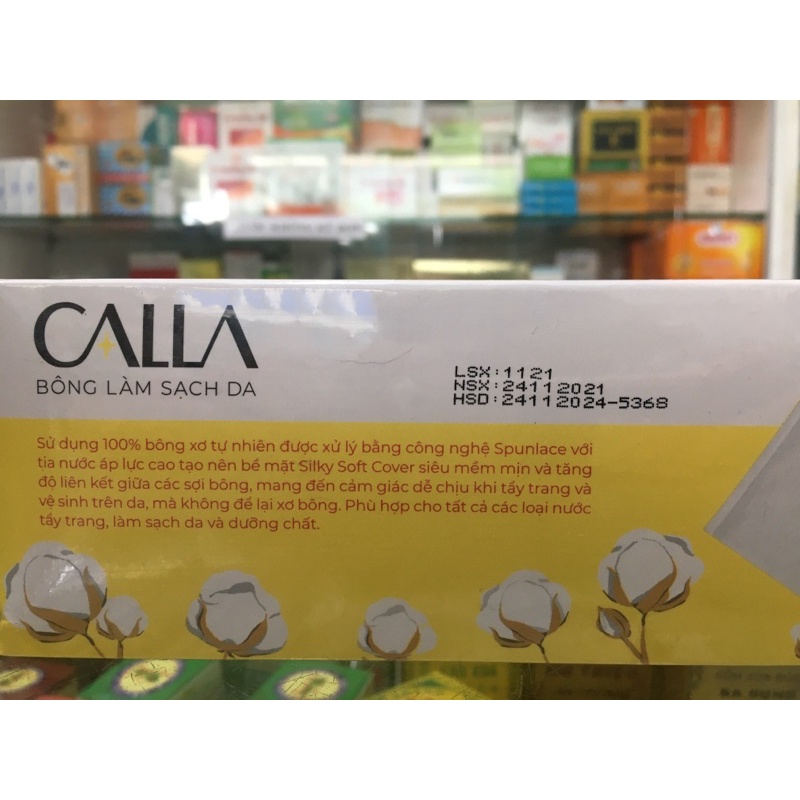 CALLA
BÔNG LÀM SẠCH DA
LSX:1121
NSX:24112021
HSD:24112024-5368
Sử dụng 100% bông xơ tự nhiên được xử lý bằng công nghệ Spunlace với
tia nước áp lực cao tạo nên bề mặt Silky Soft Cover siêu mềm mịn và tăng
độ liên kết giữa các sợi bông, mang đến cảm giác dễ chịu khi tẩy trang và
vệ sinh trên da, mà không để lại xơ bông. Phù hợp cho tất cả các loại nước
tẩy trang, làm sạch da và dưỡng chất.